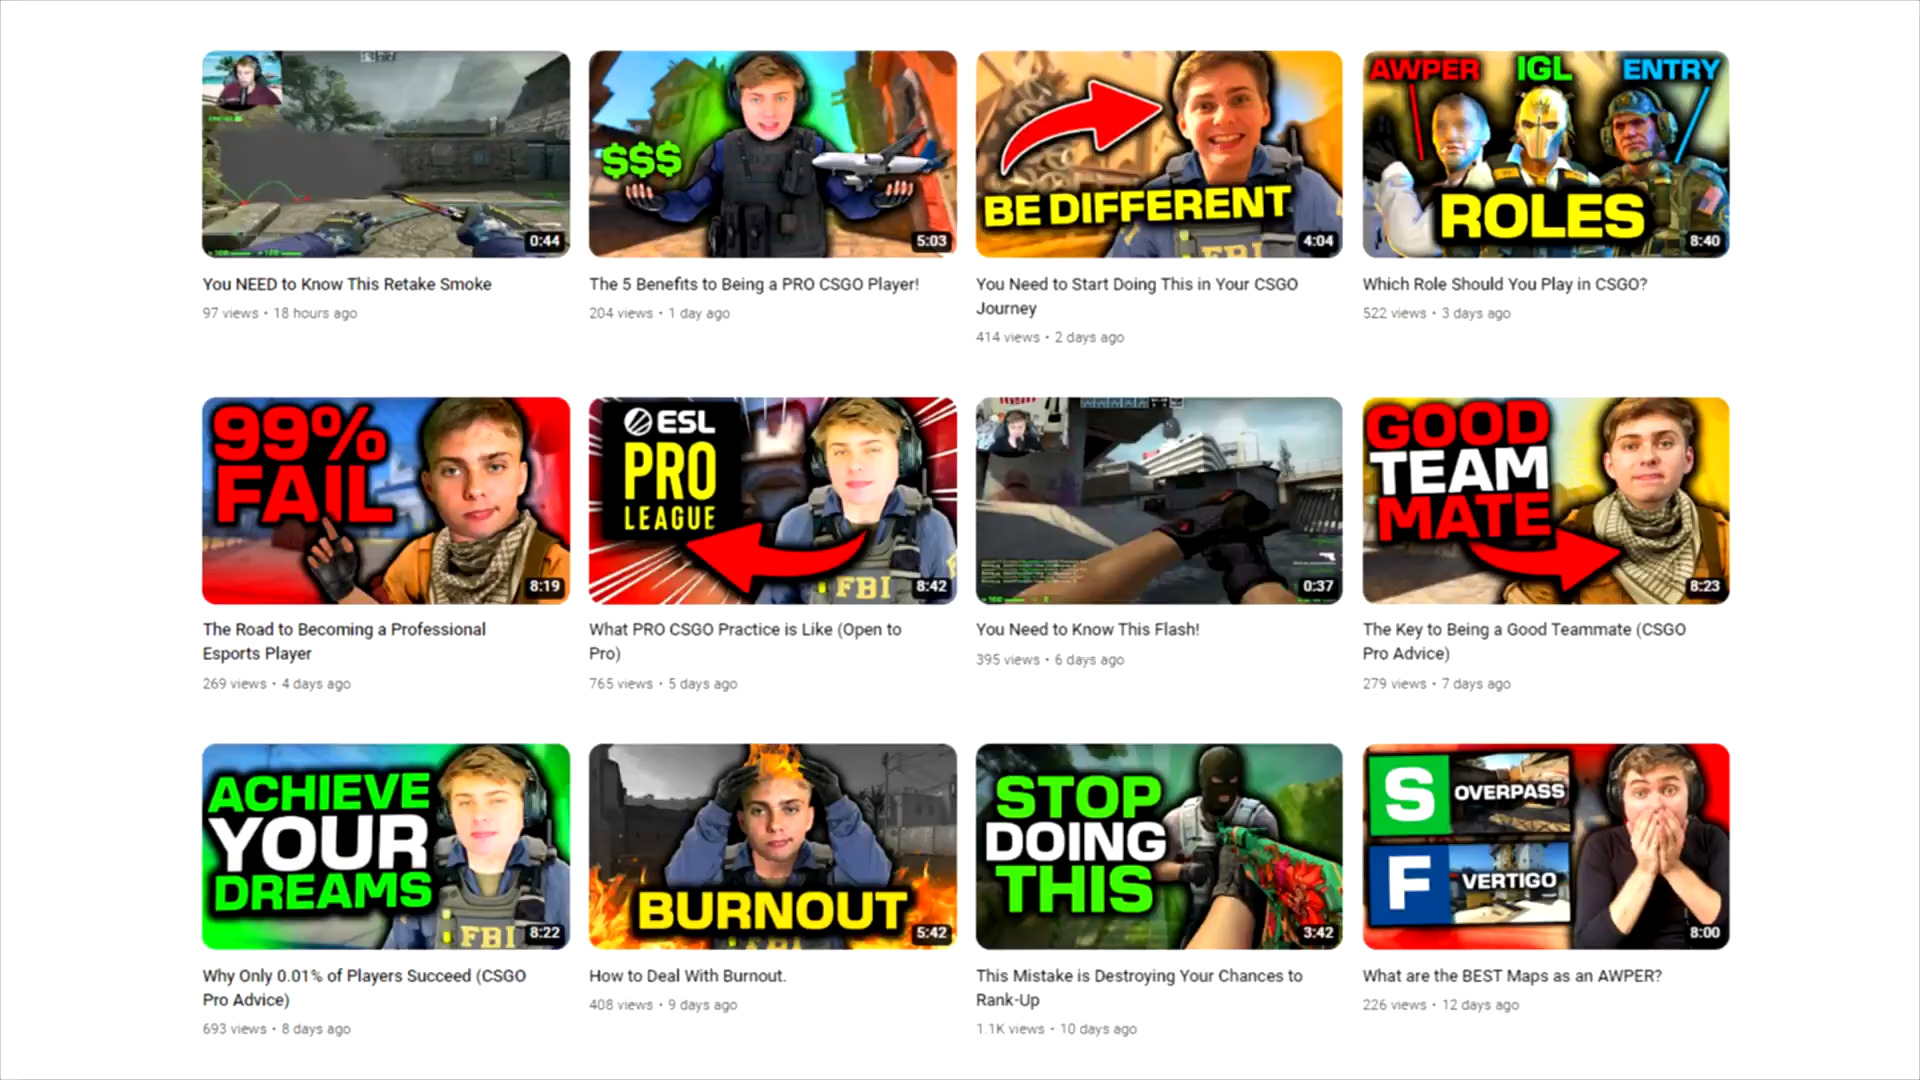 0:44
You NEED to Know This Retake Smoke
97 views • 18 hours ago
$$$
5:03
The 5 Benefits to Being a PRO CSGO Player!
204 views • 1 day ago
BE DIFFERENT
FBI
4:04
You Need to Start Doing This in Your CSGO
Journey
414 views • 2 days ago
AWPER IGL ENTRY
ROLES
8:40
Which Role Should You Play in CSGO?
522 views • 3 days ago
99%
FAIL
8:19
The Road to Becoming a Professional
Esports Player
269 views • 4 days ago
ESL
PRO
LEAGUE
FBI
8:42
What PRO CSGO Practice is Like (Open to
Pro)
765 views • 5 days ago
0:37
You Need to Know This Flash!
395 views • 6 days ago
GOOD
TEAM
MATE
8:23
The Key to Being a Good Teammate (CSGO
Pro Advice)
279 views • 7 days ago
ACHIEVE
YOUR
DREAMS
FBI
8:22
Why Only 0.01% of Players Succeed (CSGO
Pro Advice)
693 views • 8 days ago
BURNOUT
5:42
How to Deal With Burnout.
408 views • 9 days ago
STOP
DOING
THIS
3:42
This Mistake is Destroying Your Chances to
Rank-Up
1.1K views • 10 days ago
S OVERPASS
F VERTIGO
8:00
What are the BEST Maps as an AWPER?
226 views • 12 days ago